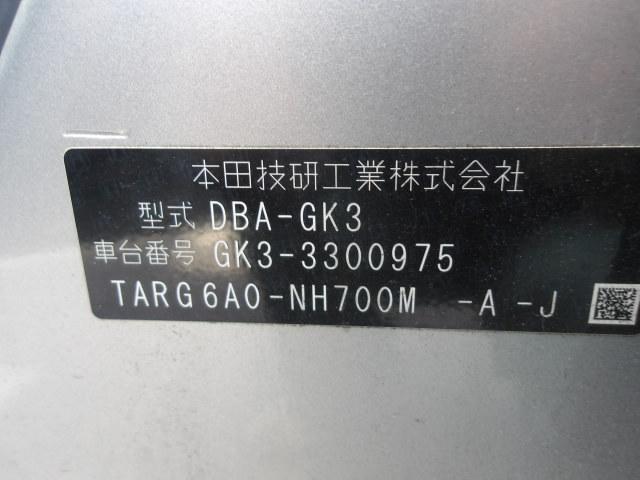 本田技研工業株式会社
型式 DBA-GK3
車台番号 GK3-3300975
TARG6A0-NH700M -A -J